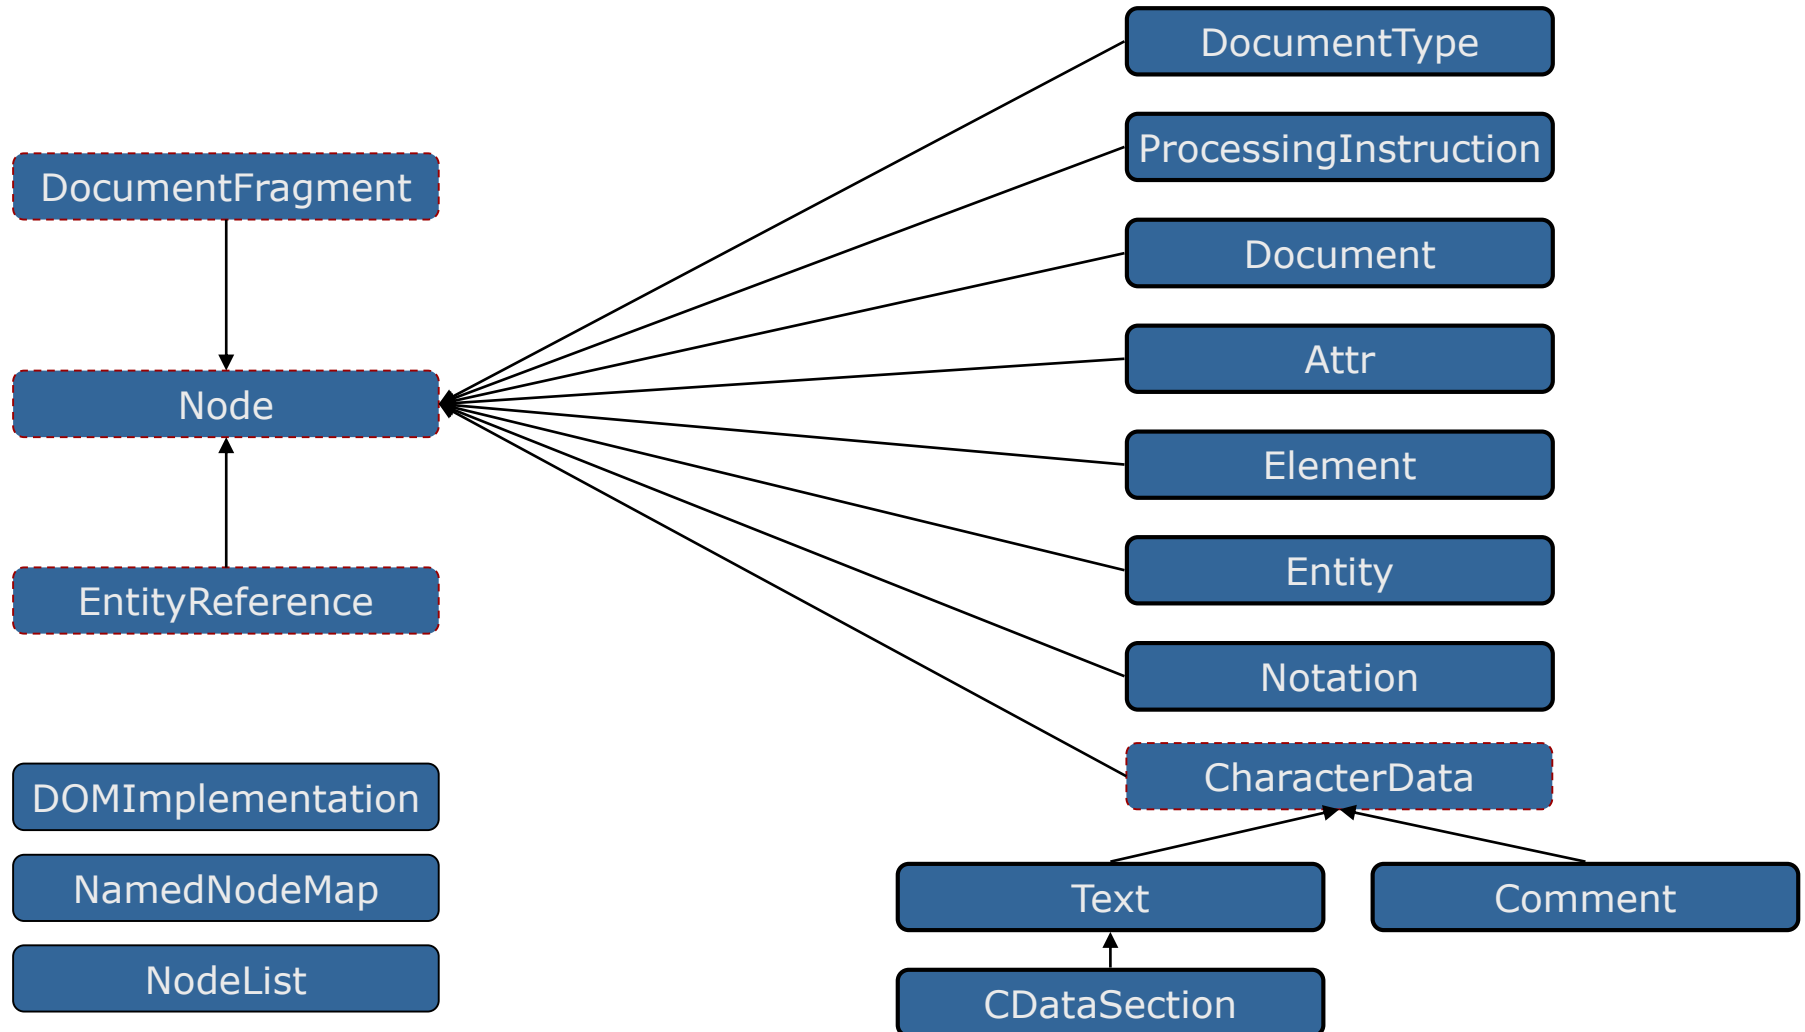 DocumentType
ProcessingInstruction
DocumentFragment
Document
Attr
Node
Element
Entity
EntityReference
Notation
CharacterData
DOMImplementation
NamedNodeMap
Text
Comment
NodeList
CDataSection